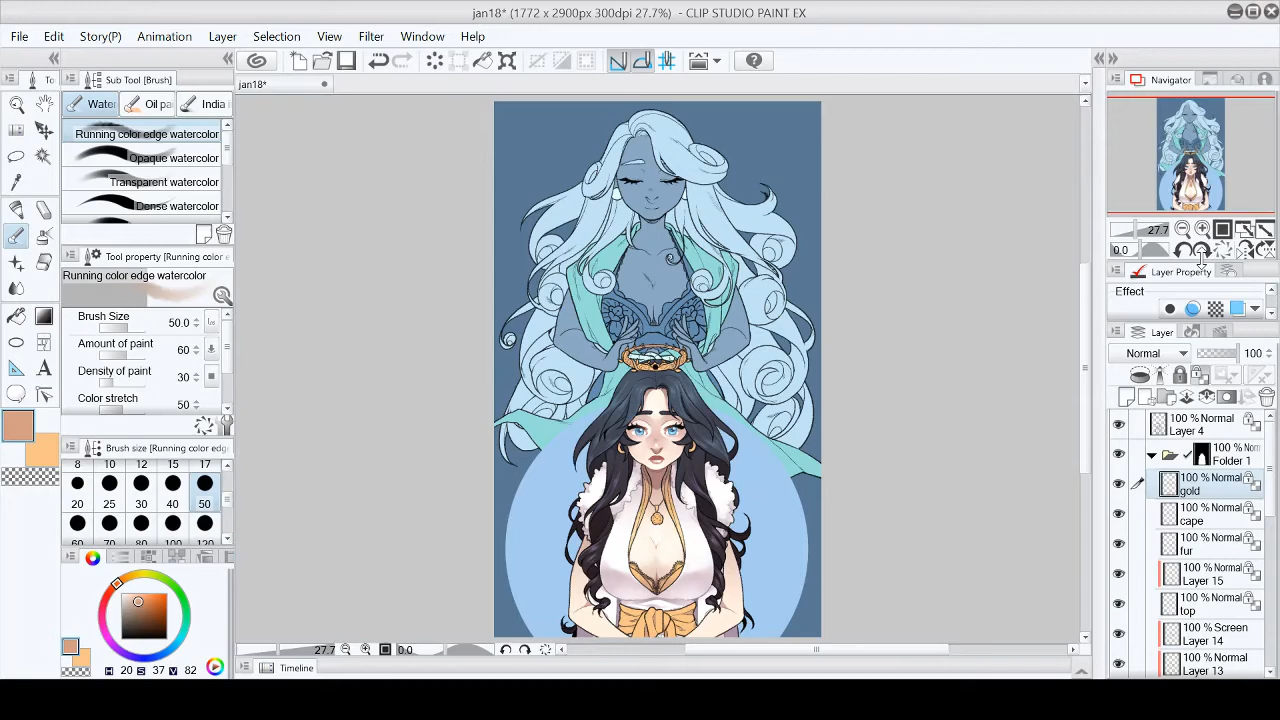 jan18* (1772 x 2900px 300dpi 27.7%)  - CLIP STUDIO PAINT EX
File Edit Story(P) Animation Layer Selection View Filter Window Help
jan18*
To
Sub Tool [Brush]
Water
Oil pa
India i
Running color edge watercolor
Opaque watercolor
Transparent watercolor
Dense watercolor
Tool property [Running color e
Running color edge watercolor
Brush Size 50.0
Amount of paint 60
Density of paint 30
Color stretch 50
Brush size [Running color edg
8 10 12 15 17
20 25 30 40 50
60 70 80 100 120
H 20 S 37 V 82
27.7 0.0
Timeline
Navigator
27.7
0.0
Layer Property
Effect
Layer
Normal 100
100 % Normal
Layer 4
100 % Normal
Folder 1
100 % Normal
gold
100 % Normal
cape
100 % Normal
fur
100 % Normal
Layer 15
100 % Normal
top
100 % Screen
Layer 14
100 % Normal
Layer 13